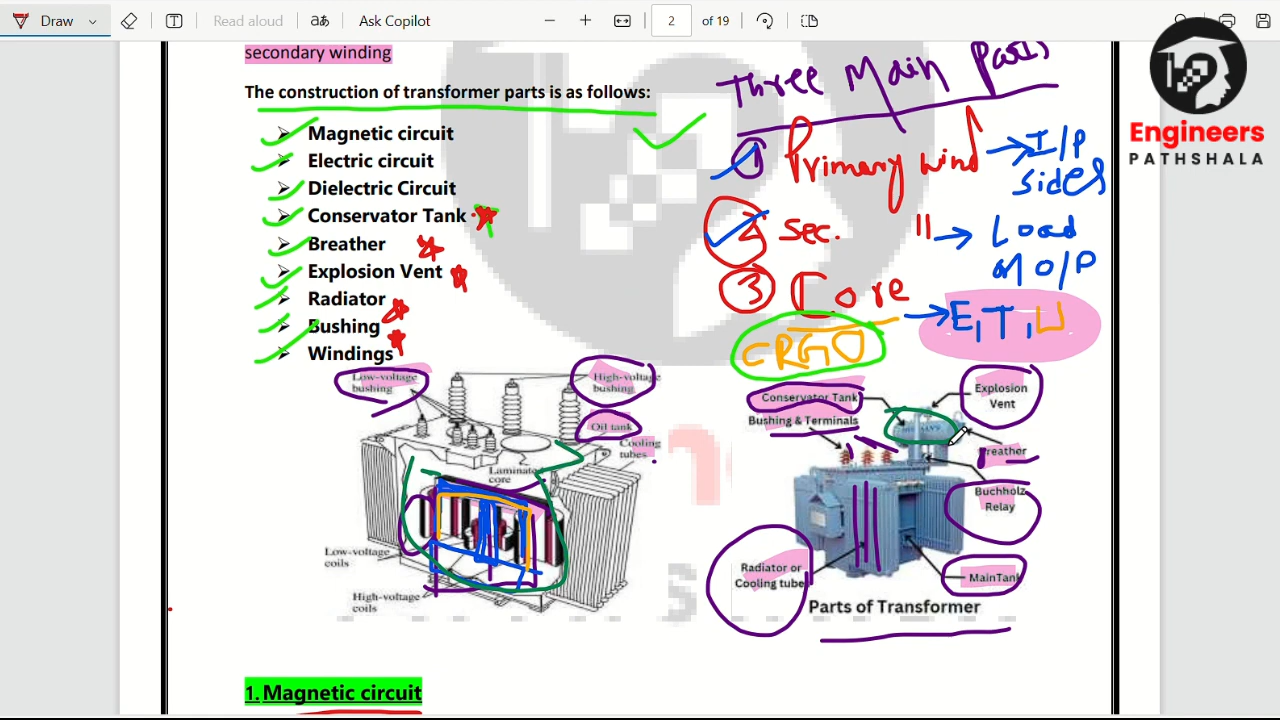 Draw
Read aloud
Ask Copilot
2
of 19
Engineers
PATHSHALA
secondary winding
The construction of transformer parts is as follows:
Magnetic circuit
Electric circuit
Dielectric Circuit
Conservator Tank
Breather
Explosion Vent
Radiator
Bushing
Windings
Three Main Parts
1 Primary wind → I/P
sides
2 Sec. 11 → Load
O/P
3 Core → E, T, U
CRGO
Low-voltage
bushing
High-voltage
bushing
Oil tank
Cooling
tubes
Laminated
core
Low-voltage
coils
High-voltage
coils
Conservator Tank
Bushing & Terminals
Explosion
Vent
Breather
Buchholz
Relay
Radiator or
Cooling tube
MainTank
Parts of Transformer
1. Magnetic circuit